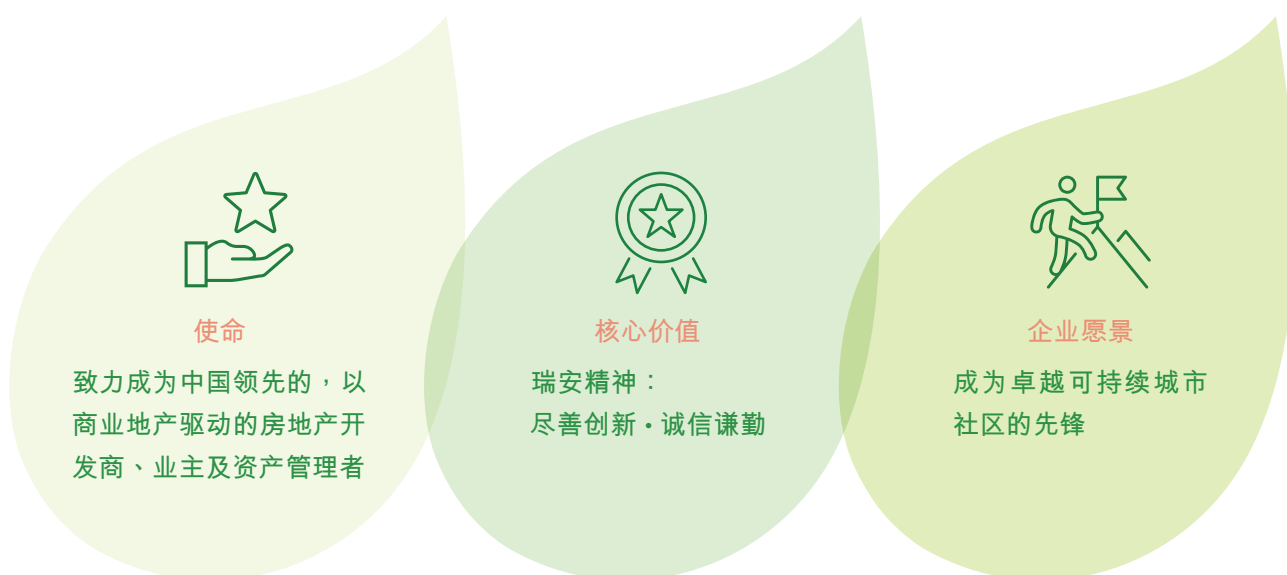 使命
致力成为中国领先的，以
商业地产驱动的房地产开
发商、业主及资产管理者
核心价值
瑞安精神：
尽善创新·诚信谦勤
企业愿景
成为卓越可持续城市
社区的先锋